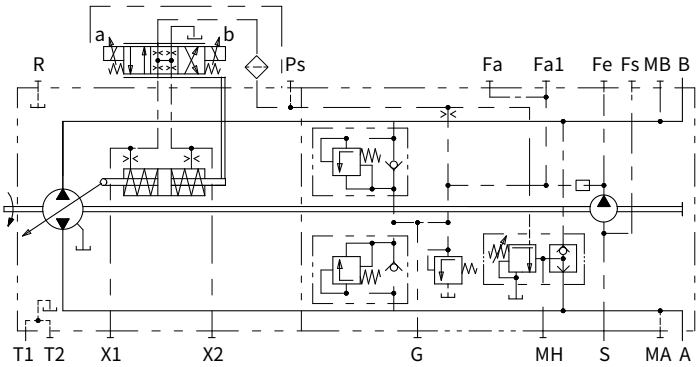 a b
R Ps Fa Fa1 Fe Fs MB B
T1 T2 X1 X2 G MH S MA A